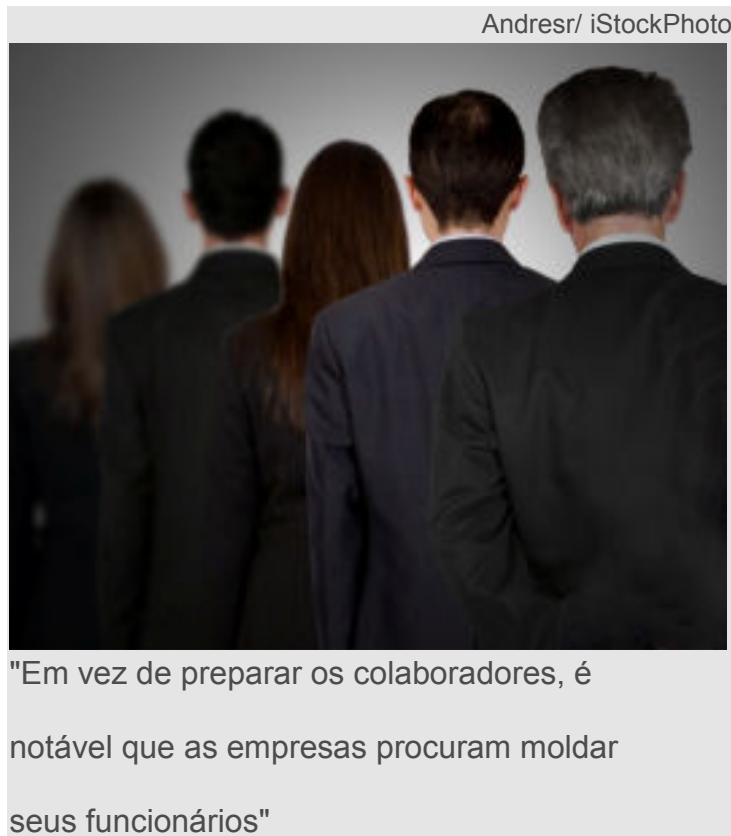 Andresr/ iStockPhoto
"Em vez de preparar os colaboradores, é
notável que as empresas procuram moldar
seus funcionários"